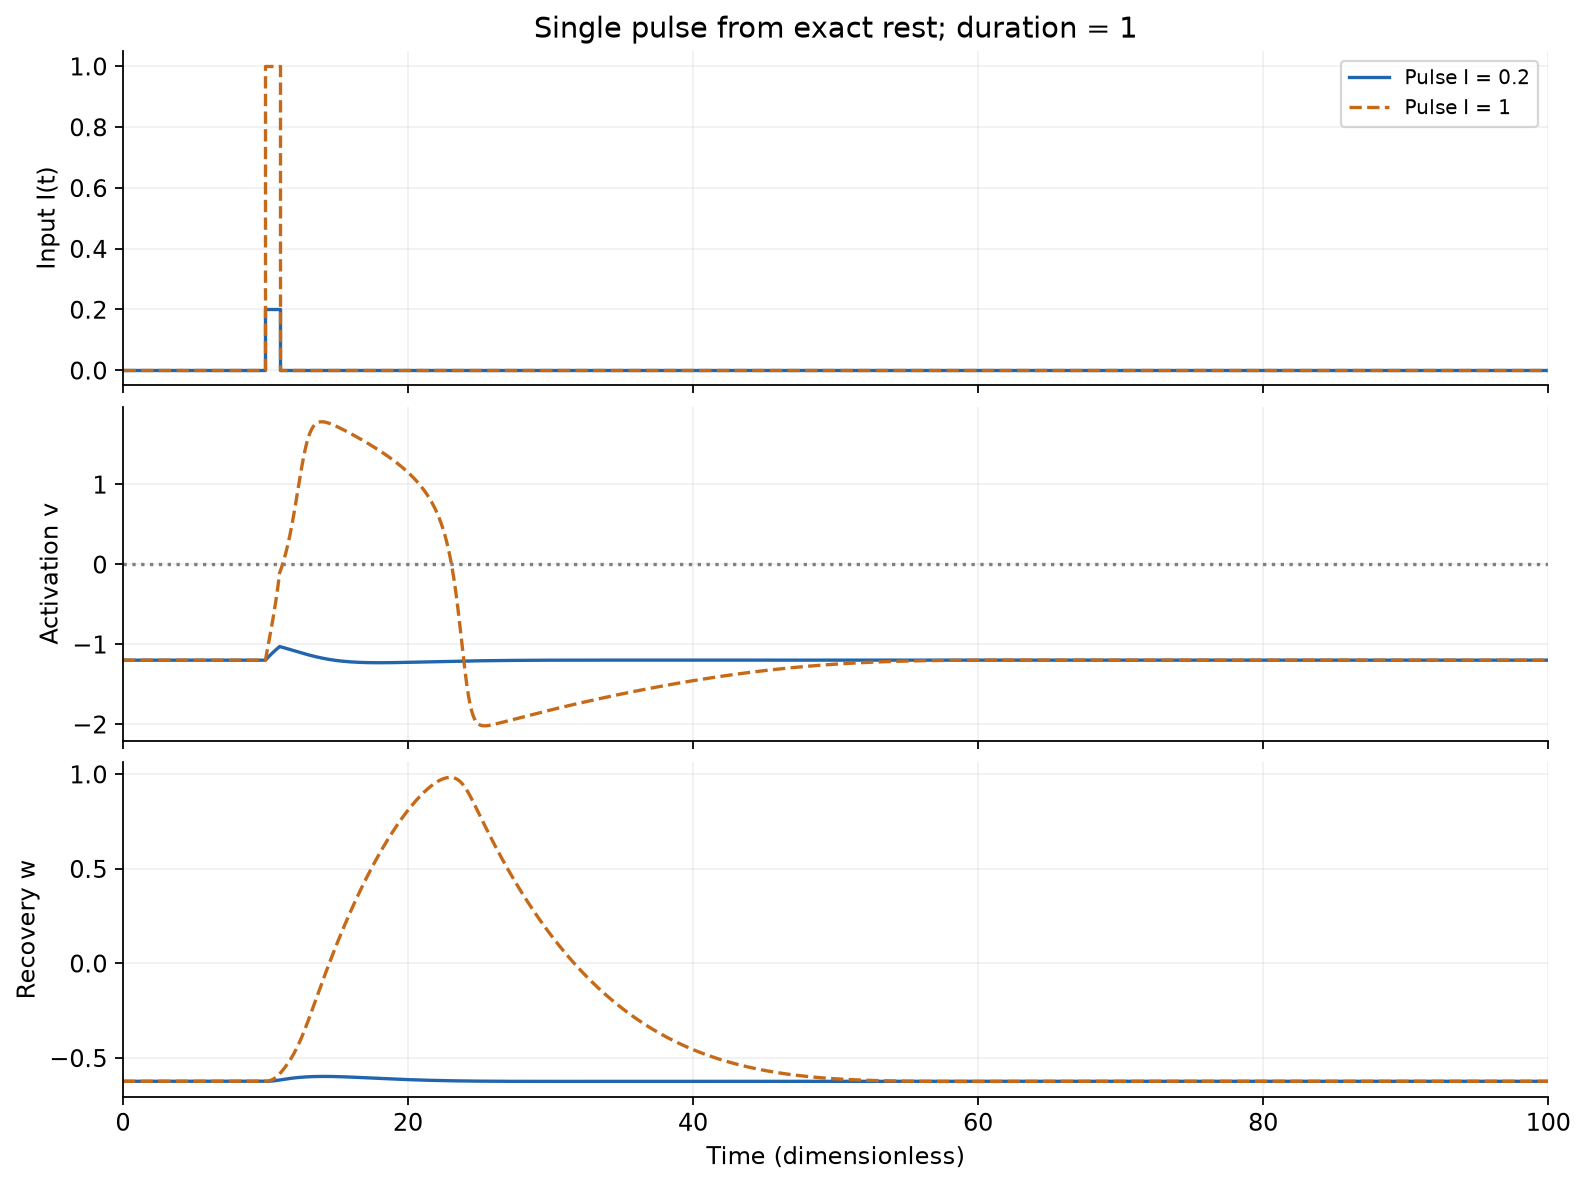 Single pulse from exact rest; duration = 1
1.0
0.8
0.6
0.4
0.2
0.0
Input I(t)
Pulse I = 0.2
Pulse I = 1
1
0
−1
−2
Activation v
1.0
0.5
0.0
−0.5
Recovery w
0 20 40 60 80 100
Time (dimensionless)